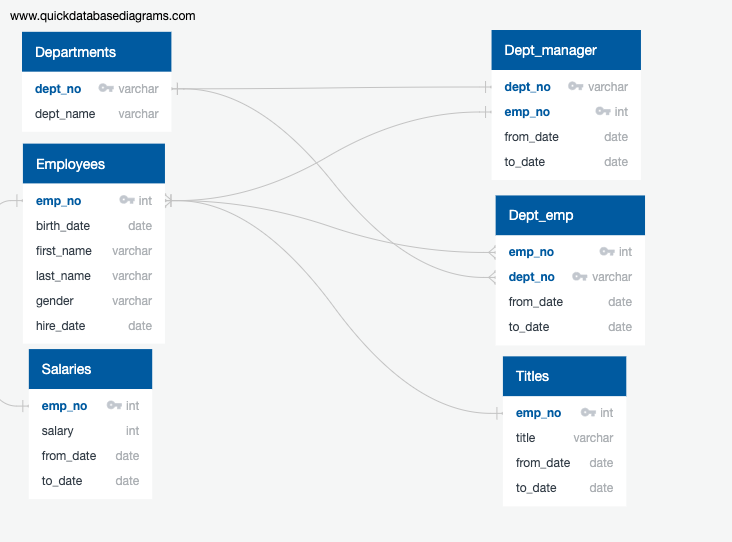 www.quickdatabasediagrams.com
Departments
dept_no varchar
dept_name varchar
Employees
emp_no int
birth_date date
first_name varchar
last_name varchar
gender varchar
hire_date date
Salaries
emp_no int
salary int
from_date date
to_date date
Dept_manager
dept_no varchar
emp_no int
from_date date
to_date date
Dept_emp
emp_no int
dept_no varchar
from_date date
to_date date
Titles
emp_no int
title varchar
from_date date
to_date date